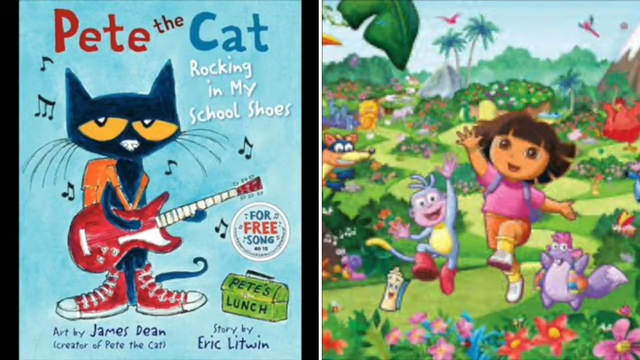 Pete the Cat
Rocking
in My
School Shoes
FOR
FREE
SONG
PETE'S
LUNCH
Art by James Dean
(creator of Pete the Cat)
Story by
Eric Litwin